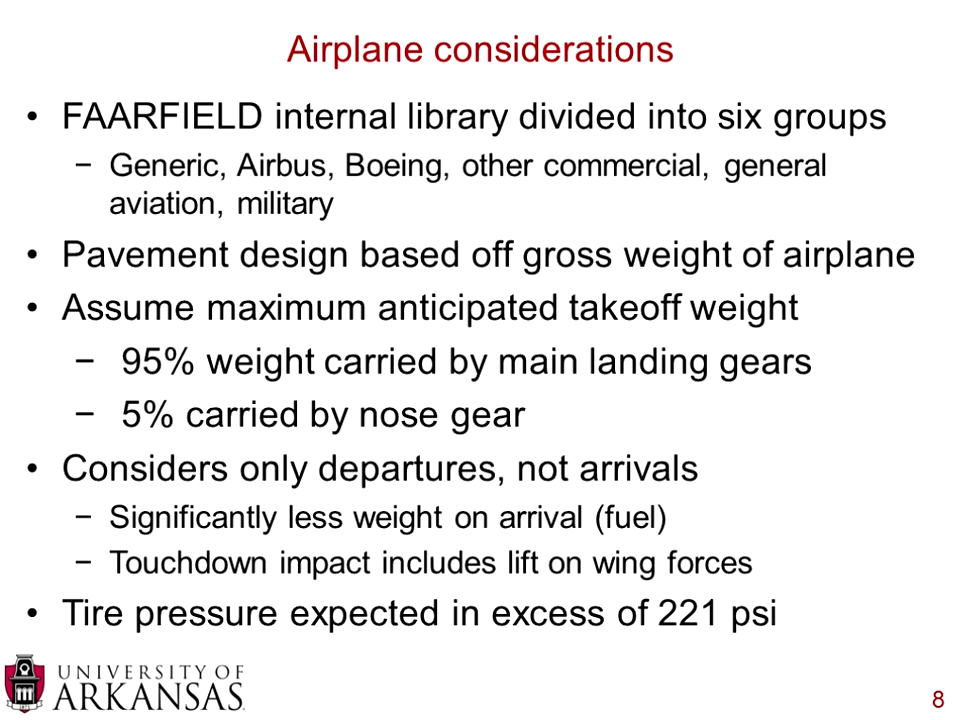 Airplane considerations
• FAARFIELD internal library divided into six groups
− Generic, Airbus, Boeing, other commercial, general
aviation, military
• Pavement design based off gross weight of airplane
• Assume maximum anticipated takeoff weight
− 95% weight carried by main landing gears
− 5% carried by nose gear
• Considers only departures, not arrivals
− Significantly less weight on arrival (fuel)
− Touchdown impact includes lift on wing forces
• Tire pressure expected in excess of 221 psi
UNIVERSITY OF
ARKANSAS
8